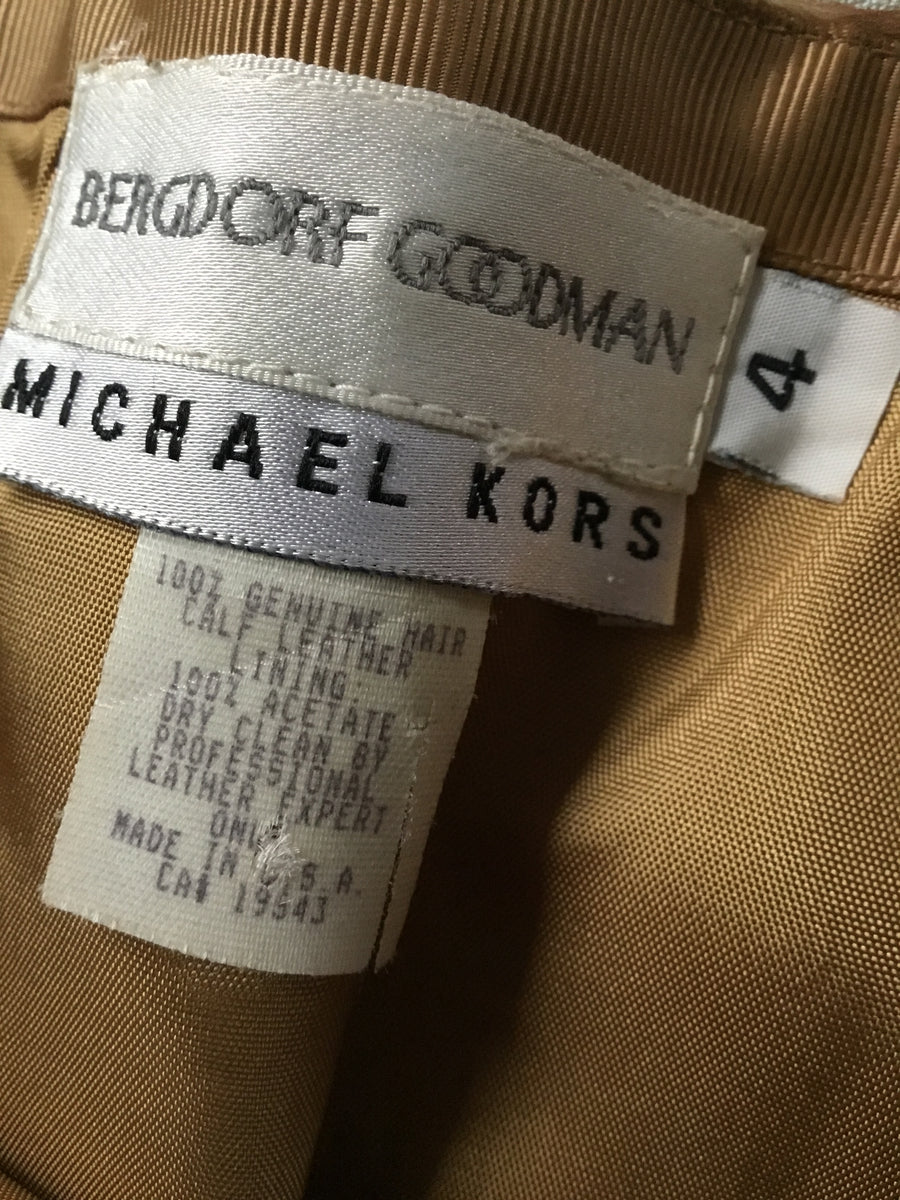 BERGDORF GOODMAN
4
MICHAEL KORS
100% GENUINE HAIR
CALF LEATHER
LINING
100% ACETATE
DRY CLEAN BY
PROFESSIONAL
LEATHER EXPERT
ONLY
MADE IN U.S.A.
CA# 19343